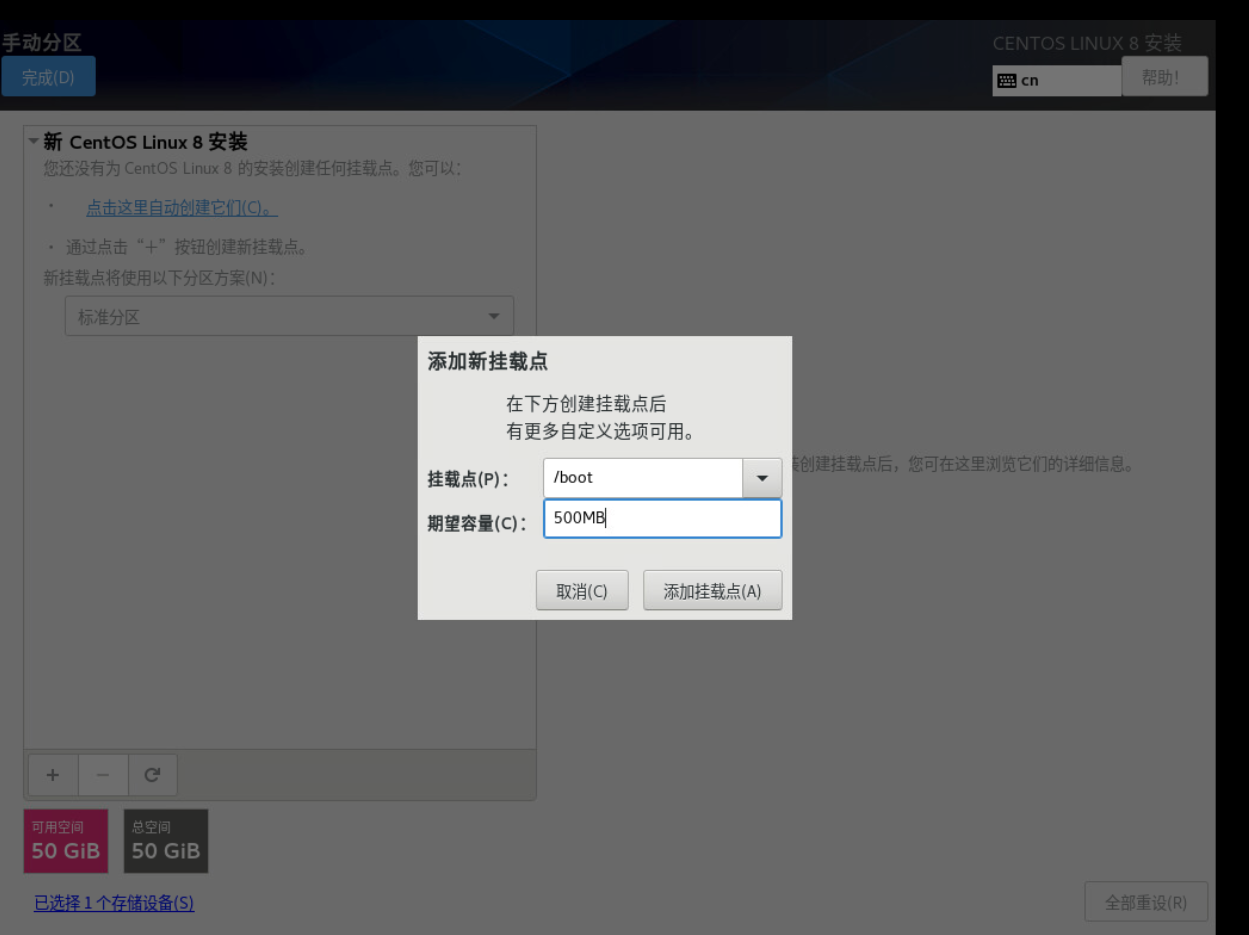 手动分区
CENTOS LINUX 8 安装
完成(D)
cn
帮助！
新 CentOS Linux 8 安装
您还没有为 CentOS Linux 8 的安装创建任何挂载点。您可以：
• 点击这里自动创建它们(C)。
• 通过点击“+”按钮创建新挂载点。
新挂载点将使用以下分区方案(N)：
标准分区
添加新挂载点
在下方创建挂载点后
有更多自定义选项可用。
挂载点(P)：
/boot
创建挂载点后，您可在这里浏览它们的详细信息。
期望容量(C)：
500MB
取消(C)
添加挂载点(A)
+
−
可用空间
50 GiB
总空间
50 GiB
已选择 1 个存储设备(S)
全部重设(R)